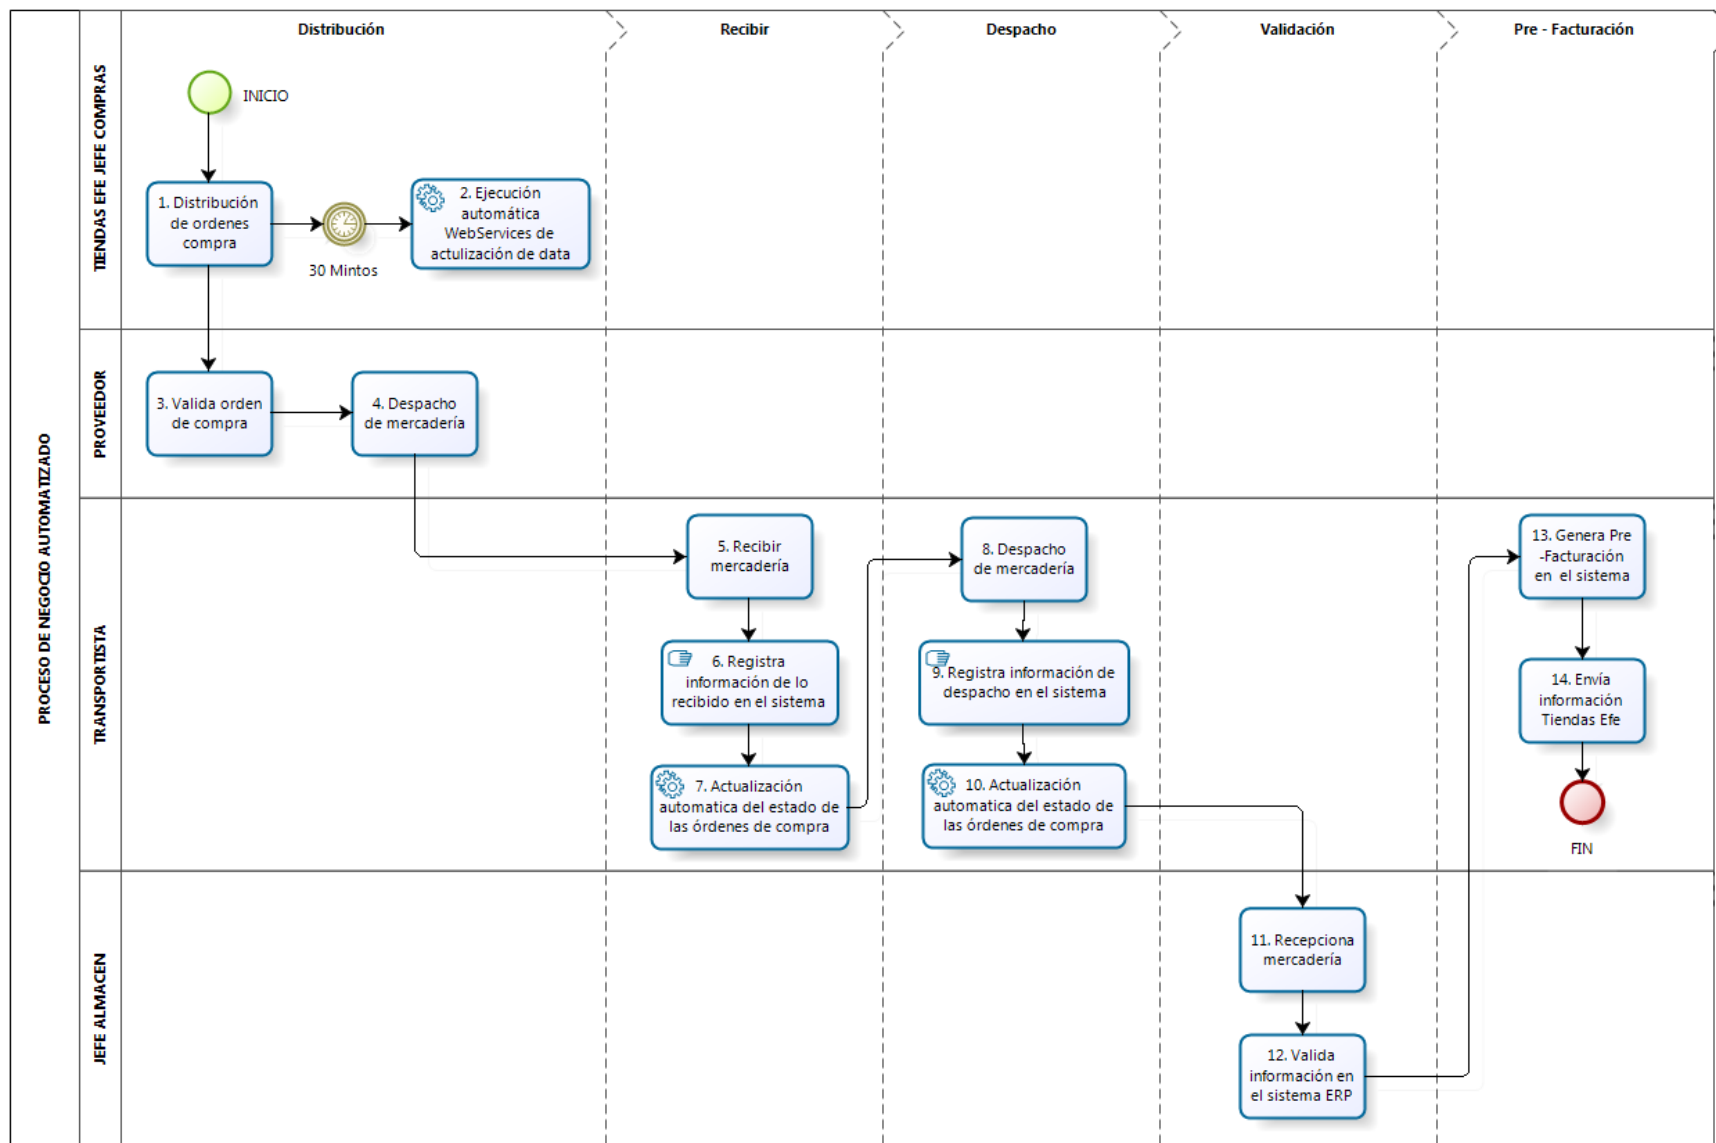 Distribución
Recibir
Despacho
Validación
Pre - Facturación
PROCESO DE NEGOCIO AUTOMATIZADO
TIENDAS EFE JEFE COMPRAS
INICIO
1. Distribución
de ordenes
compra
30 Mintos
2. Ejecución
automática
WebServices de
actulización de data
PROVEEDOR
3. Valida orden
de compra
4. Despacho
de mercadería
TRANSPORTISTA
5. Recibir
mercadería
6. Registra
información de lo
recibido en el sistema
7. Actualización
automatica del estado de
las órdenes de compra
8. Despacho
de mercadería
9. Registra información de
despacho en el sistema
10. Actualización
automatica del estado de
las órdenes de compra
13. Genera Pre
-Facturación
en el sistema
14. Envía
información
Tiendas Efe
FIN
JEFE ALMACEN
11. Recepciona
mercadería
12. Valida
información en
el sistema ERP